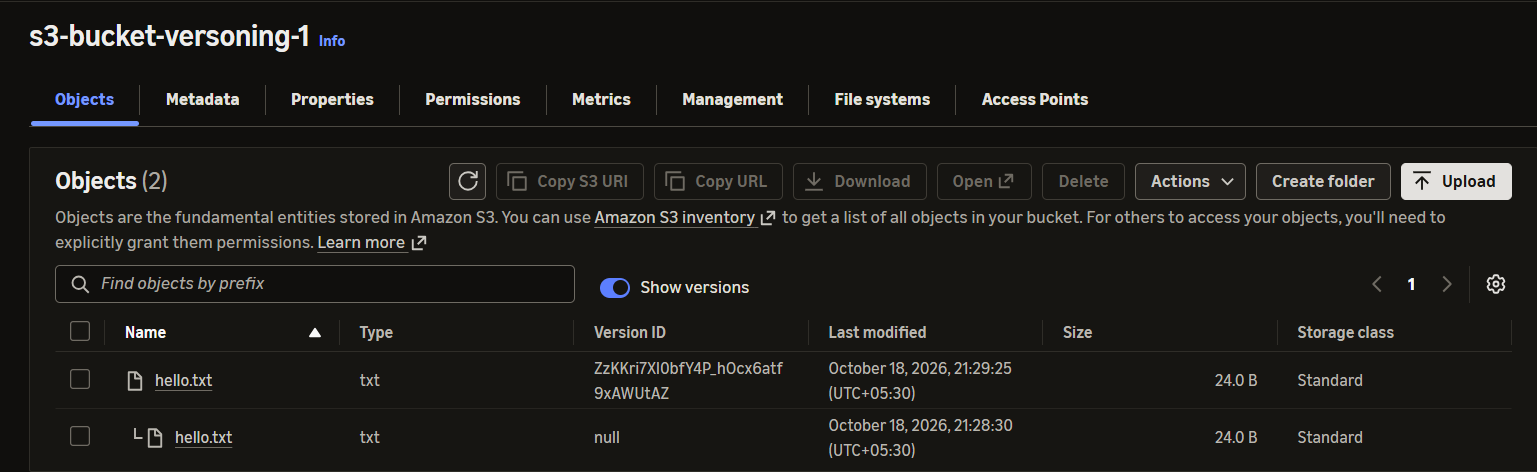 s3-bucket-versoning-1 Info
Objects Metadata Properties Permissions Metrics Management File systems Access Points
Objects (2) Copy S3 URI Copy URL Download Open Delete Actions Create folder Upload
Objects are the fundamental entities stored in Amazon S3. You can use Amazon S3 inventory to get a list of all objects in your bucket. For others to access your objects, you'll need to
explicitly grant them permissions. Learn more
Find objects by prefix Show versions 1
Name Type Version ID Last modified Size Storage class
hello.txt txt ZzKKri7Xl0bfY4P_hOcx6atf October 18, 2026, 21:29:25 24.0 B Standard
9xAWUtAZ (UTC+05:30)
hello.txt txt null October 18, 2026, 21:28:30 24.0 B Standard
(UTC+05:30)